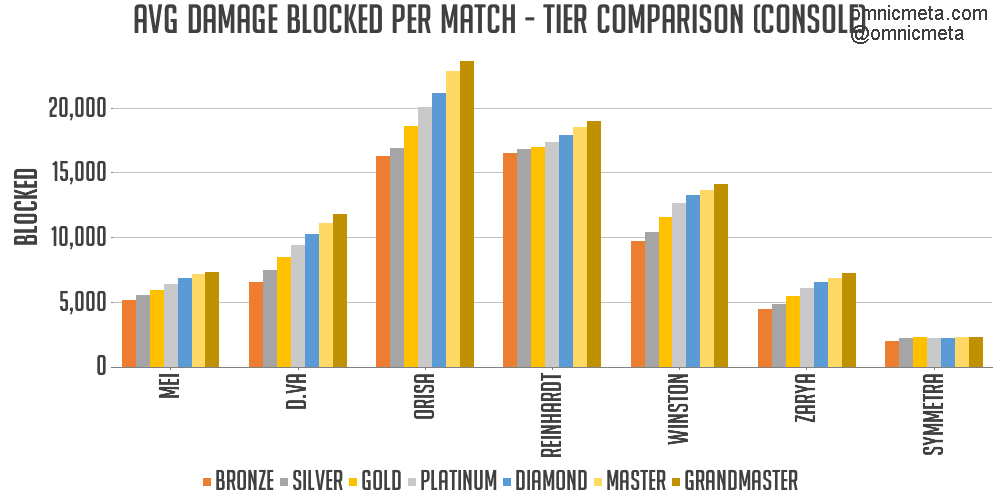 AVG DAMAGE BLOCKED PER MATCH - TIER COMPARISON (CONSOLE)
omnicmeta.com
@omnicmeta
20,000
15,000
10,000
5,000
0
BLOCKED
MEI
D.VA
ORISA
REINHARDT
WINSTON
ZARYA
SYMMETRA
BRONZE SILVER GOLD PLATINUM DIAMOND MASTER GRANDMASTER